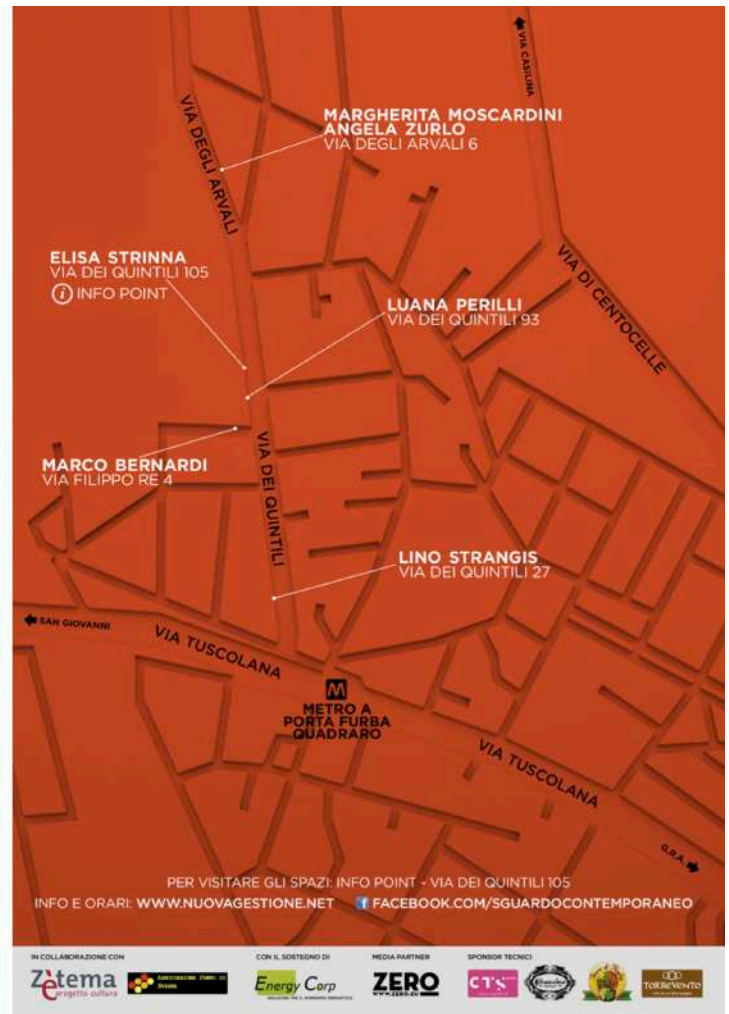 VIA CASILINA
MARGHERITA MOSCARDINI
ANGELA ZURLO
VIA DEGLI ARVALI 6
VIA DEGLI ARVALI
ELISA STRINNA
VIA DEI QUINTILI 105
i INFO POINT
VIA DI CENTOCELLE
LUANA PERILLI
VIA DEI QUINTILI 93
MARCO BERNARDI
VIA FILIPPO RE 4
VIA DEI QUINTILI
LINO STRANGIS
VIA DEI QUINTILI 27
SAN GIOVANNI
VIA TUSCOLANA
M
METRO A
PORTA FURBA
QUADRARO
VIA TUSCOLANA
G.R.A.
PER VISITARE GLI SPAZI: INFO POINT - VIA DEI QUINTILI 105
INFO E ORARI: WWW.NUOVAGESTIONE.NET f FACEBOOK.COM/SGUARDOCONTEMPORANEO
IN COLLABORAZIONE CON
CON IL SOSTEGNO DI
MEDIA PARTNER
SPONSOR TECNICI
Zètema
progetto cultura
Energy Corp
ZERO
WWW.ZERO.EU
CTS
TORREVENTO